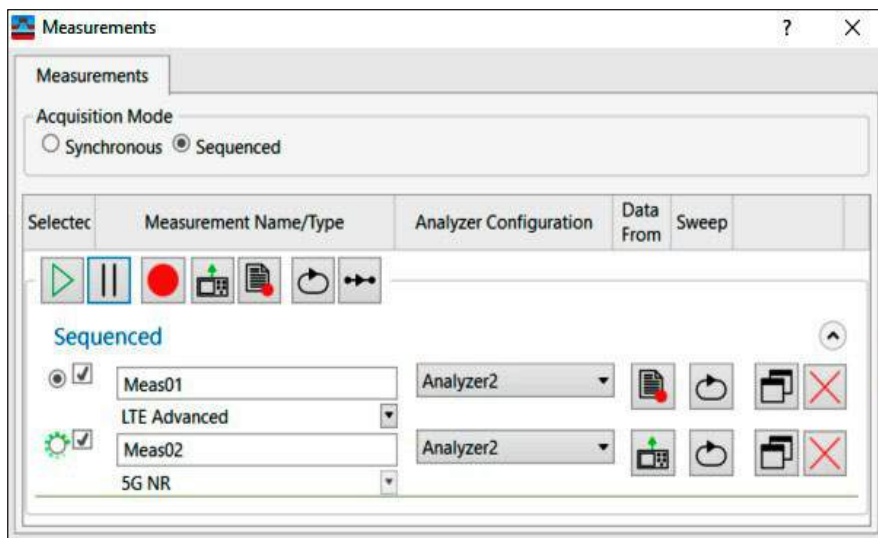 Measurements
?
Measurements
Acquisition Mode
Synchronous Sequenced
Selectec Measurement Name/Type Analyzer Configuration Data From Sweep
Sequenced
Meas01 Analyzer2
LTE Advanced
Meas02 Analyzer2
5G NR